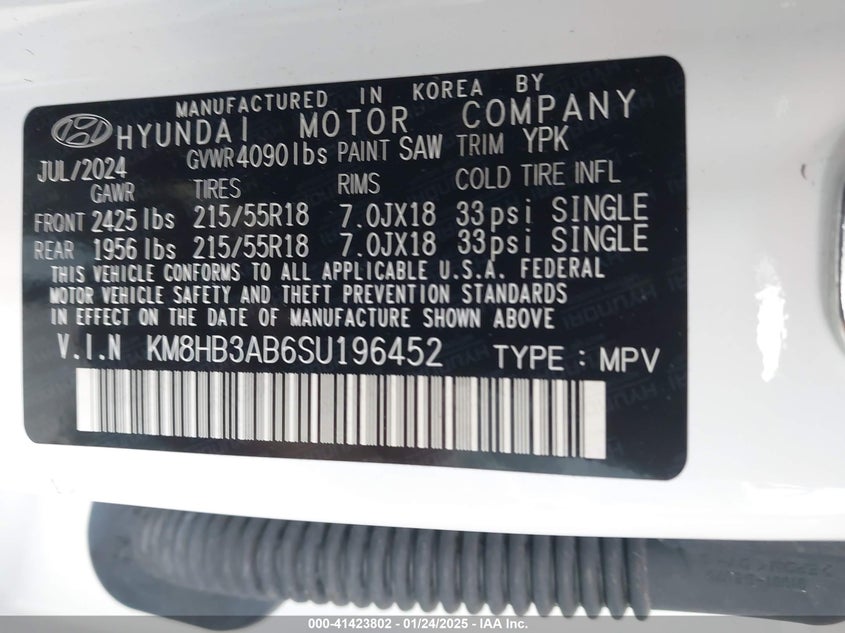 MANUFACTURED IN KOREA BY
HYUNDAI MOTOR COMPANY
JUL/2024 GVWR 4090lbs PAINT SAW TRIM YPK
GAWR TIRES RIMS COLD TIRE INFL
FRONT 2425 lbs 215/55R18 7.0JX18 33psi SINGLE
REAR 1956 lbs 215/55R18 7.0JX18 33psi SINGLE
THIS VEHICLE CONFORMS TO ALL APPLICABLE U.S.A. FEDERAL
MOTOR VEHICLE SAFETY AND THEFT PREVENTION STANDARDS
IN EFFECT ON THE DATE OF MANUFACTURE SHOWN ABOVE
V.I.N KM8HB3AB6SU196452 TYPE : MPV
000-41423802 - 01/24/2025 - IAA Inc.